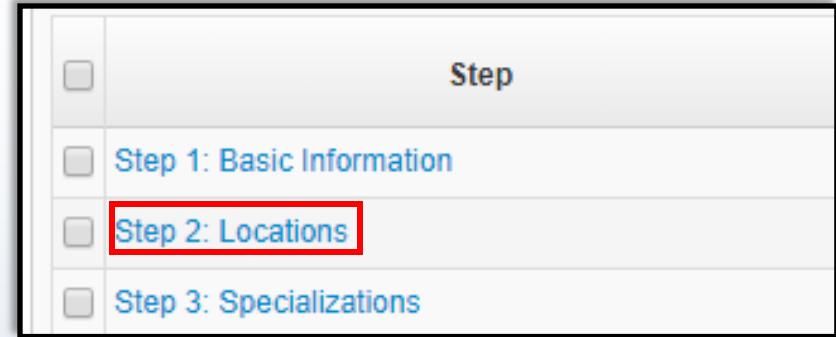 Step
Step 1: Basic Information
Step 2: Locations
Step 3: Specializations